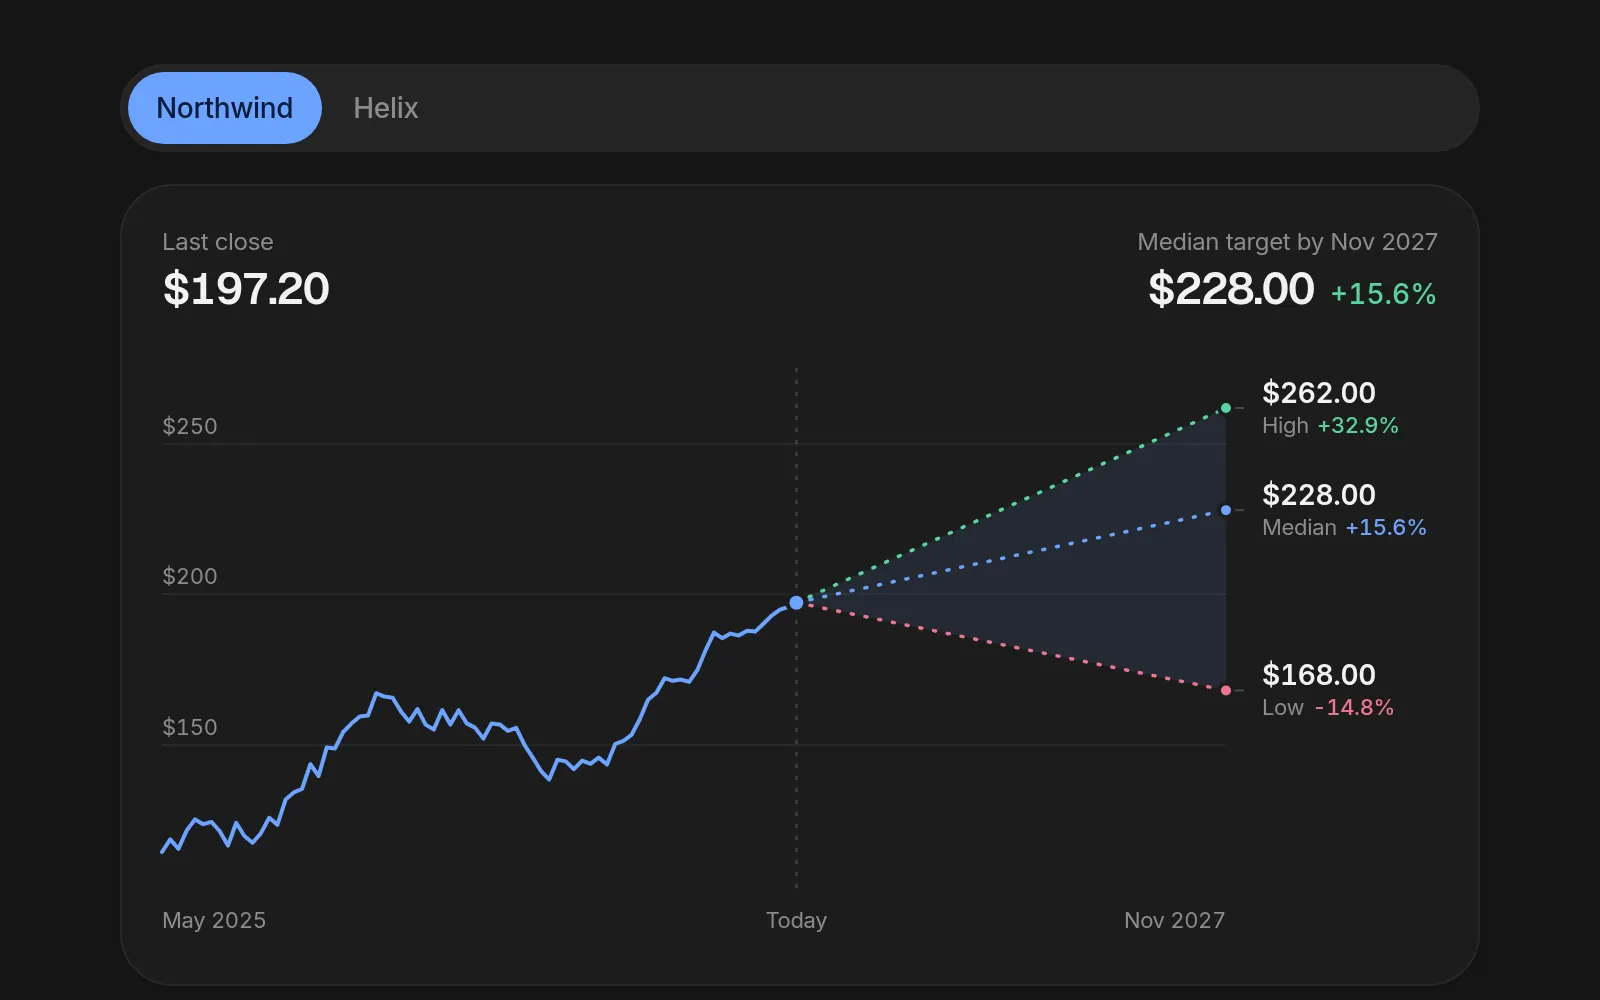 Northwind Helix
Last close
$197.20
Median target by Nov 2027
$228.00 +15.6%
$250
$200
$150
$262.00
High +32.9%
$228.00
Median +15.6%
$168.00
Low -14.8%
May 2025 Today Nov 2027